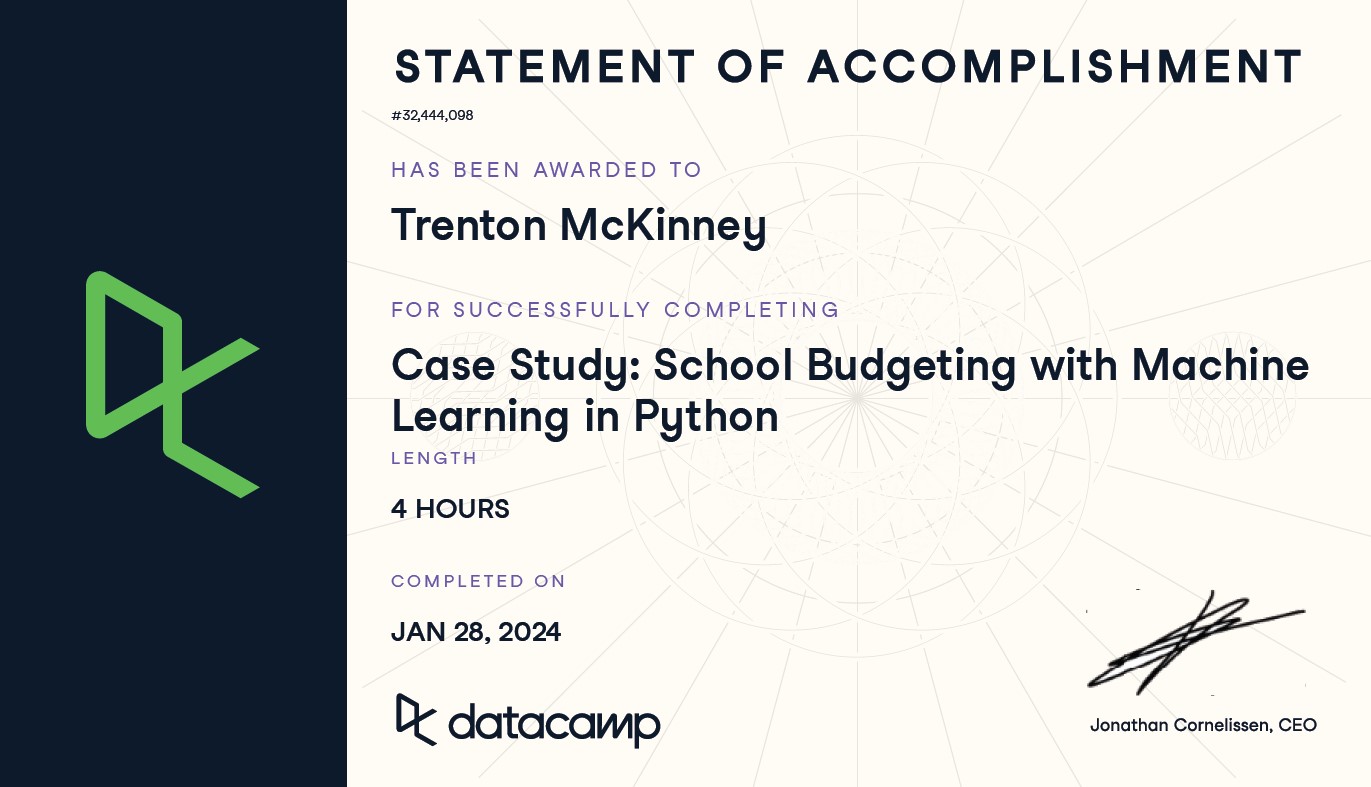 STATEMENT OF ACCOMPLISHMENT
#32,444,098
HAS BEEN AWARDED TO
Trenton McKinney
FOR SUCCESSFULLY COMPLETING
Case Study: School Budgeting with Machine
Learning in Python
LENGTH
4 HOURS
COMPLETED ON
JAN 28, 2024
datacamp
Jonathan Cornelissen, CEO